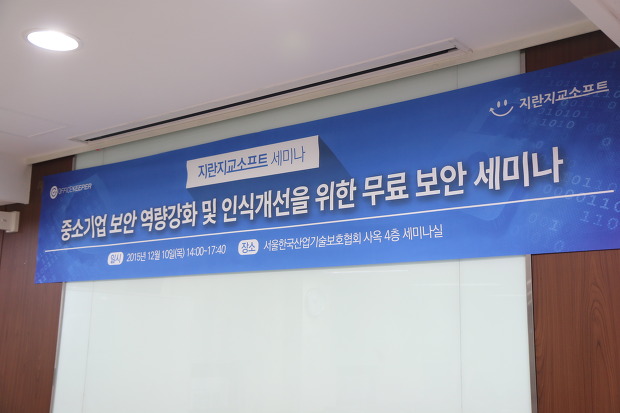 OFFICEKEEPER
지란지교소프트
지란지교소프트 세미나
중소기업 보안 역량강화 및 인식개선을 위한 무료 보안 세미나
일시 2015년 12월 10일(목) 14:00~17:40 장소 서울한국산업기술보호협회 사옥 4층 세미나실